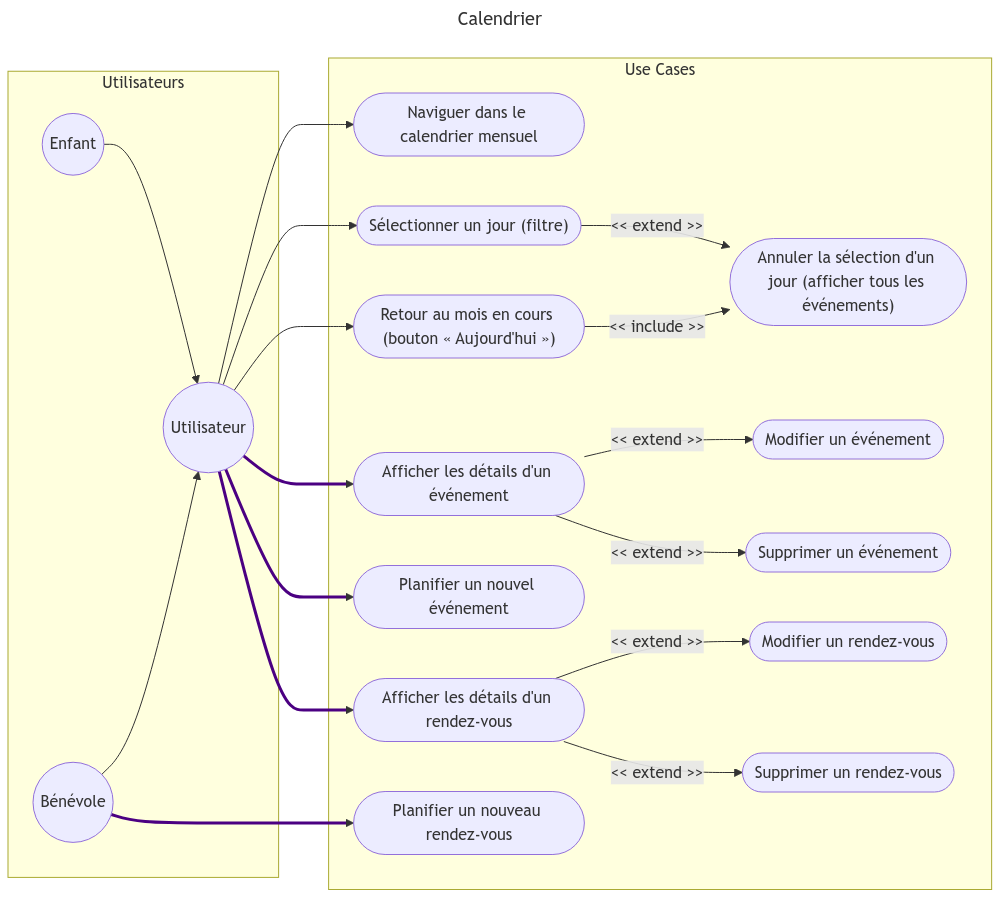 Calendrier
Utilisateurs
Enfant
Utilisateur
Bénévole
Use Cases
Naviguer dans le
calendrier mensuel
Sélectionner un jour (filtre)
<< extend >>
Annuler la sélection d'un
jour (afficher tous les
événements)
Retour au mois en cours
(bouton « Aujourd'hui »)
<< include >>
Afficher les détails d'un
événement
<< extend >>
Modifier un événement
<< extend >>
Supprimer un événement
Planifier un nouvel
événement
Afficher les détails d'un
rendez-vous
<< extend >>
Modifier un rendez-vous
<< extend >>
Supprimer un rendez-vous
Planifier un nouveau
rendez-vous